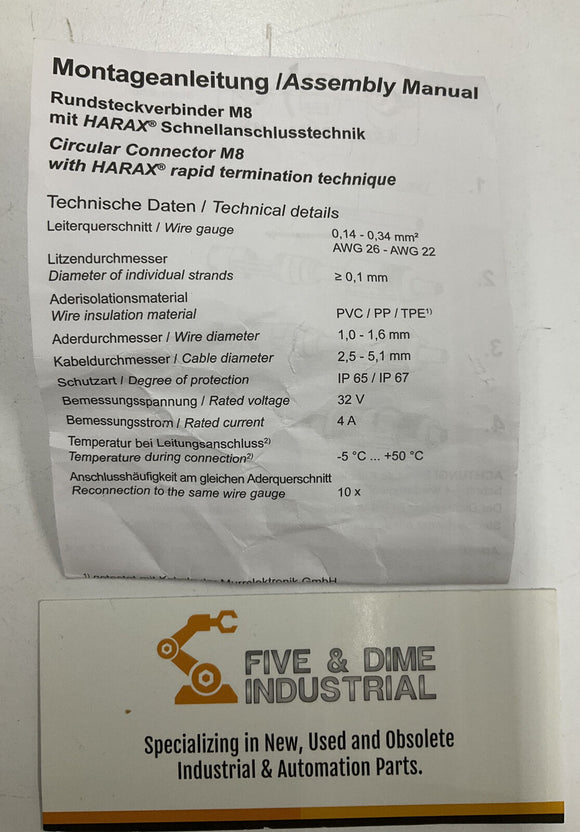 Montageanleitung /Assembly Manual
Rundsteckverbinder M8
mit HARAX® Schnellanschlusstechnik
Circular Connector M8
with HARAX® rapid termination technique
Technische Daten / Technical details
Leiterquerschnitt / Wire gauge 0,14 - 0,34 mm²
AWG 26 - AWG 22
Litzendurchmesser
Diameter of individual strands ≥ 0,1 mm
Aderisolationsmaterial
Wire insulation material PVC / PP / TPE¹⁾
Aderdurchmesser / Wire diameter 1,0 - 1,6 mm
Kabeldurchmesser / Cable diameter 2,5 - 5,1 mm
Schutzart / Degree of protection IP 65 / IP 67
Bemessungsspannung / Rated voltage 32 V
Bemessungsstrom / Rated current 4 A
Temperatur bei Leitungsanschluss²⁾
Temperature during connection²⁾ -5 °C ... +50 °C
Anschlusshäufigkeit am gleichen Aderquerschnitt
Reconnection to the same wire gauge 10 x
¹⁾ getestet mit Murrelektronik GmbH
FIVE & DIME
INDUSTRIAL
Specializing in New, Used and Obsolete
Industrial & Automation Parts.